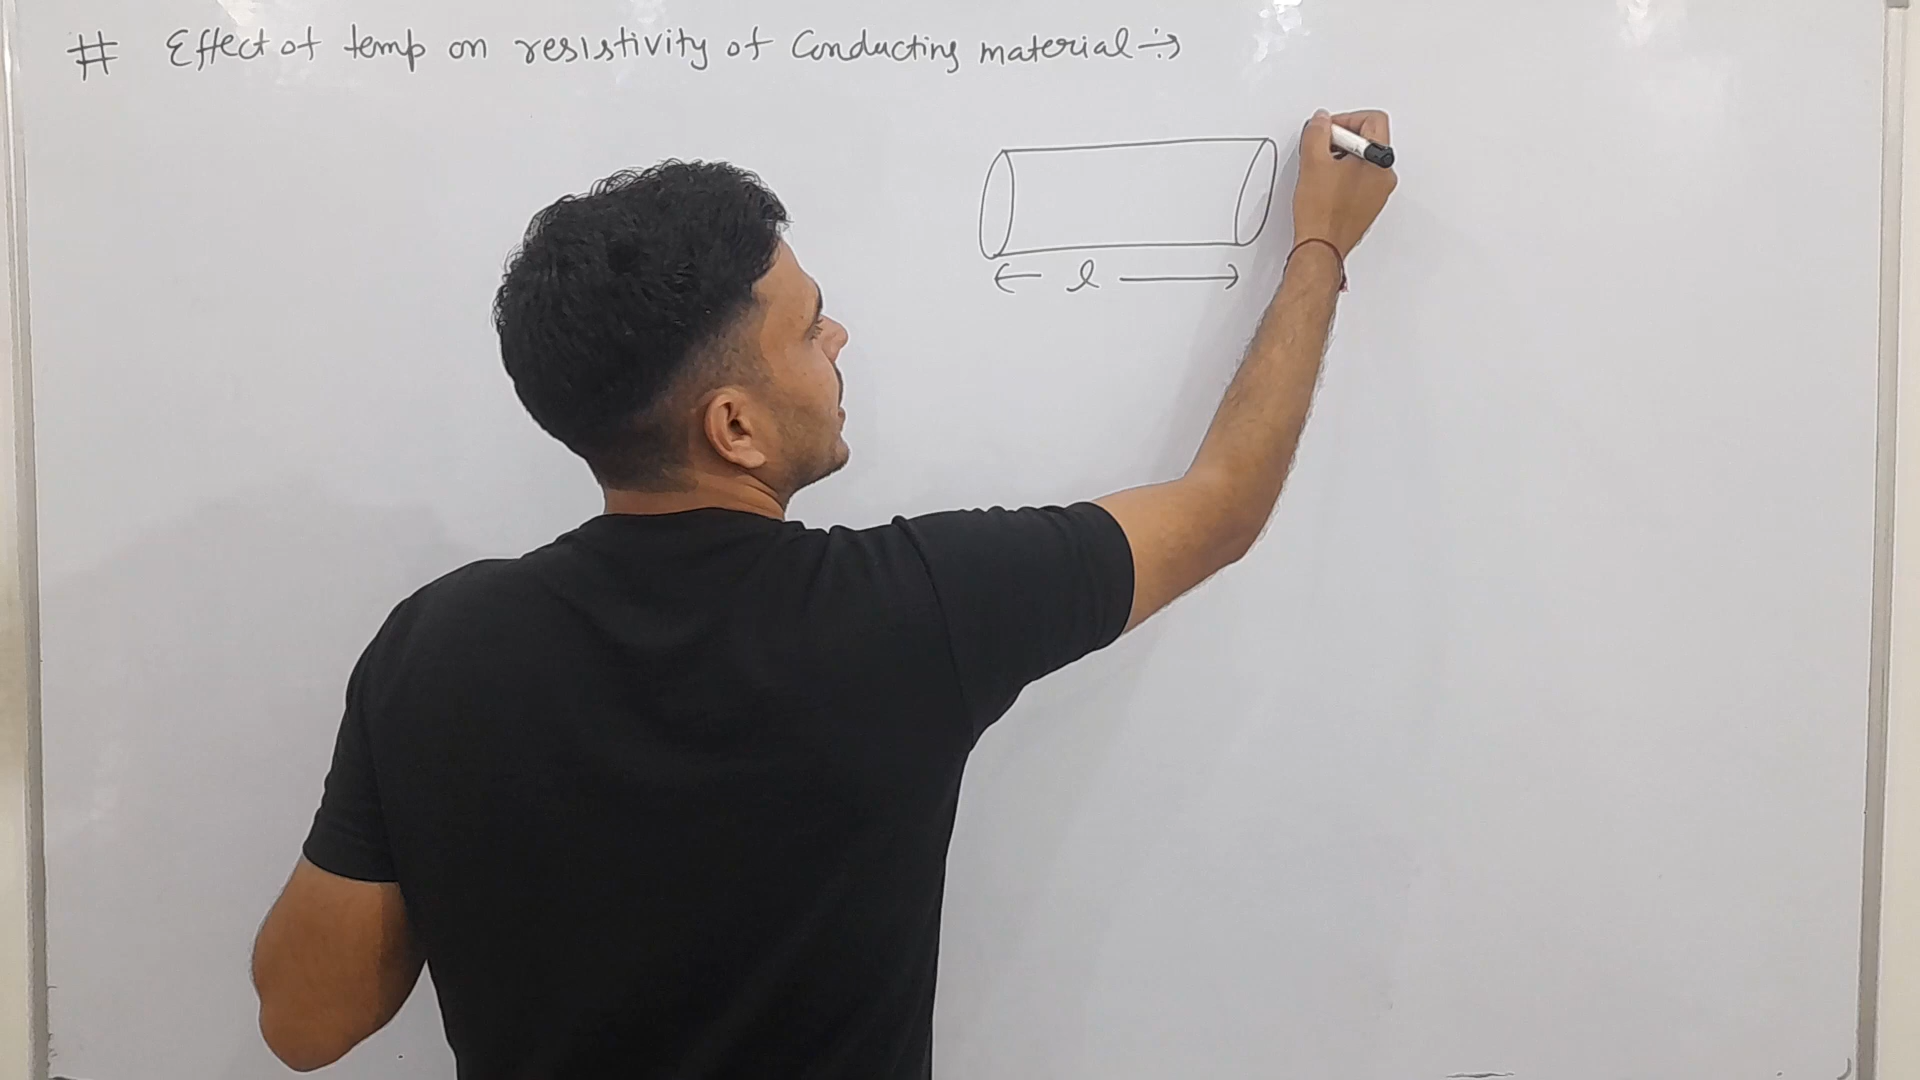 # Effect of temp on resistivity of Conducting material ÷>
← l →